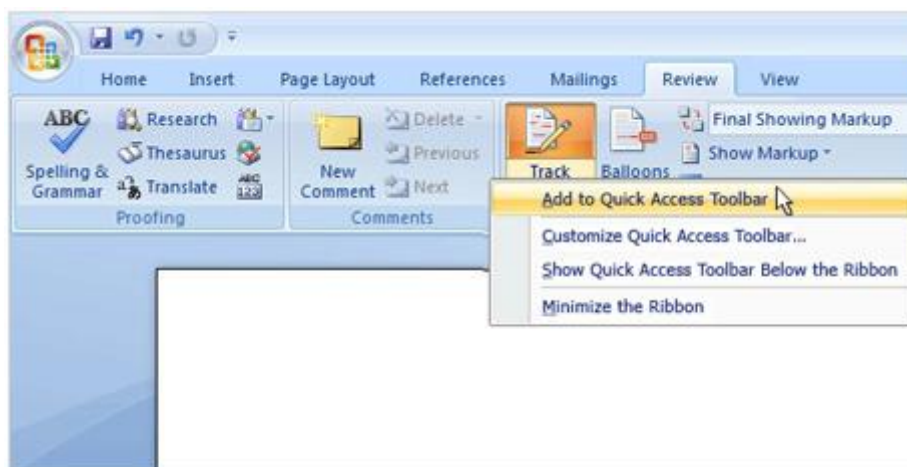 Home Insert Page Layout References Mailings Review View
ABC Research Delete Final Showing Markup
Thesaurus Previous Show Markup
Spelling & New Track Balloons
Grammar Translate ABC 123 Comment Next
Proofing Comments
Add to Quick Access Toolbar
Customize Quick Access Toolbar...
Show Quick Access Toolbar Below the Ribbon
Minimize the Ribbon